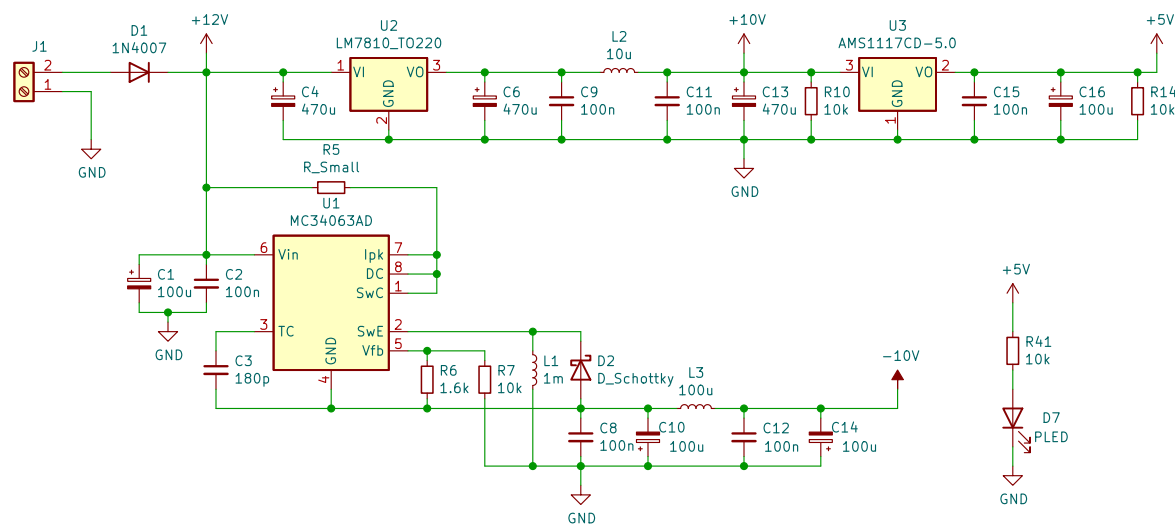 J1
2
1
GND
D1
1N4007
+12V
C4
470u
U2
LM7810_TO220
1
VI
VO
3
GND
2
C6
470u
C9
100n
L2
10u
C11
100n
+10V
C13
470u
GND
R10
10k
U3
AMS1117CD-5.0
3
VI
VO
2
GND
1
C15
100n
C16
100u
+5V
R14
10k
R5
R_Small
U1
MC34063AD
6
Vin
Ipk
7
DC
8
SwC
1
3
TC
SwE
2
Vfb
5
GND
4
C1
100u
C2
100n
GND
C3
180p
R6
1.6k
R7
10k
L1
1m
D2
D_Schottky
C8
100n
C10
100u
L3
100u
C12
100n
C14
100u
-10V
GND
+5V
R41
10k
D7
PLED
GND